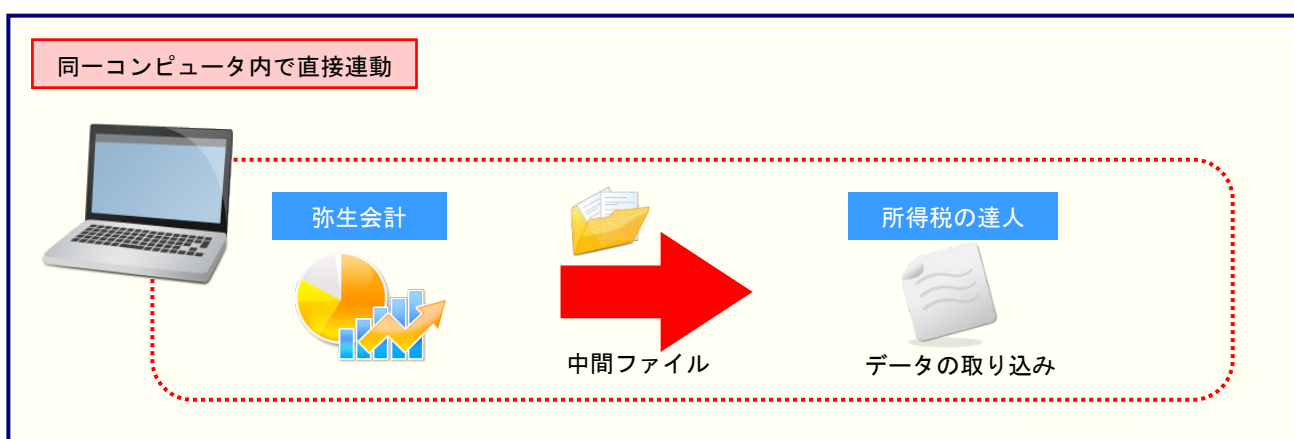 同一コンピュータ内で直接連動
弥生会計
所得税の達人
中間ファイル
データの取り込み